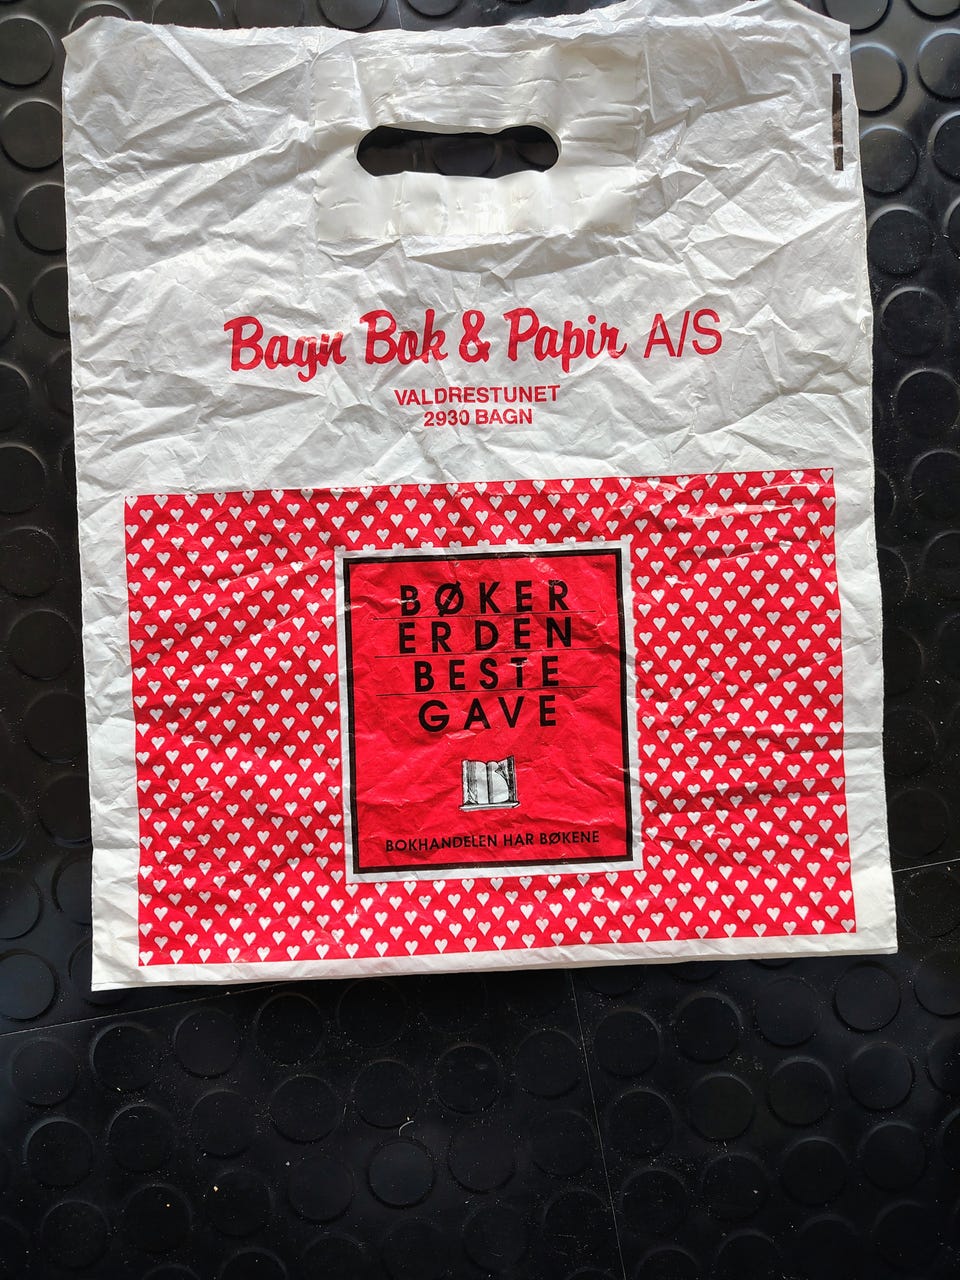 Bagn Bok & Papir A/S
VALDRESTUNET
2930 BAGN
BØKER
ER DEN
BESTE
GAVE
BOKHANDELEN HAR BØKENE